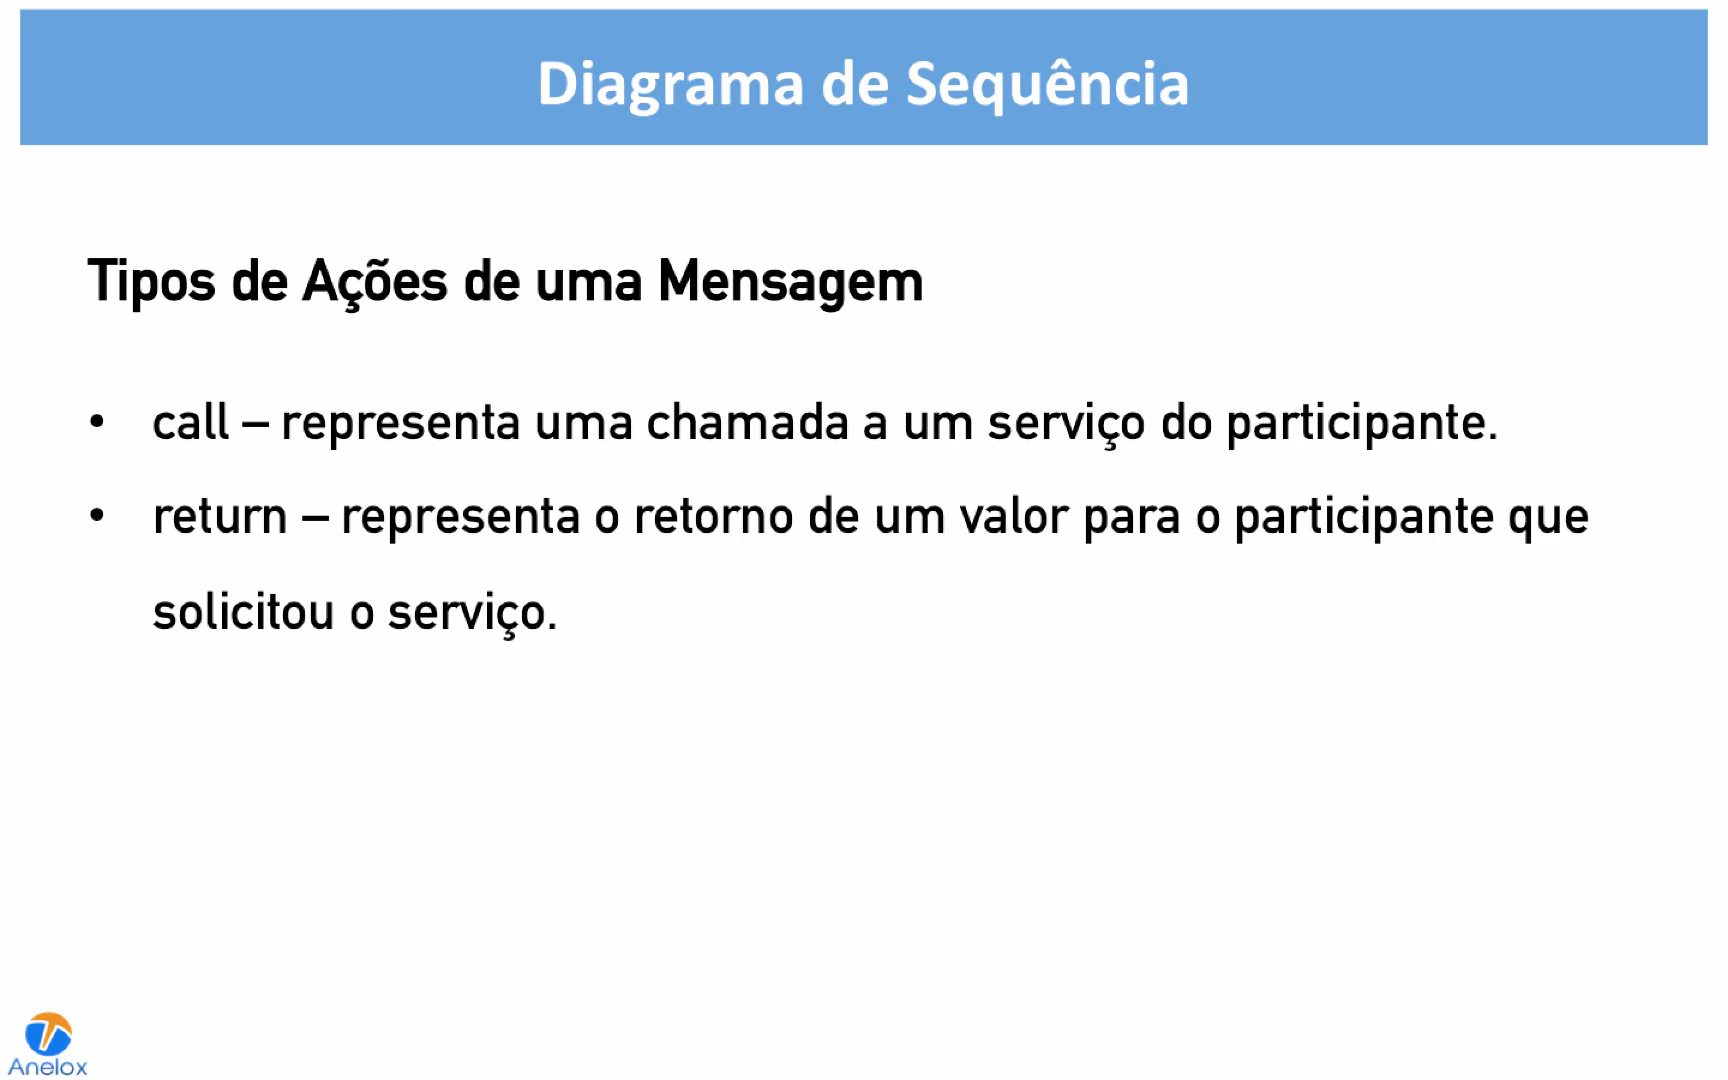 Diagrama de Sequência
Tipos de Ações de uma Mensagem
• call – representa uma chamada a um serviço do participante.
• return – representa o retorno de um valor para o participante que
solicitou o serviço.
Anelox